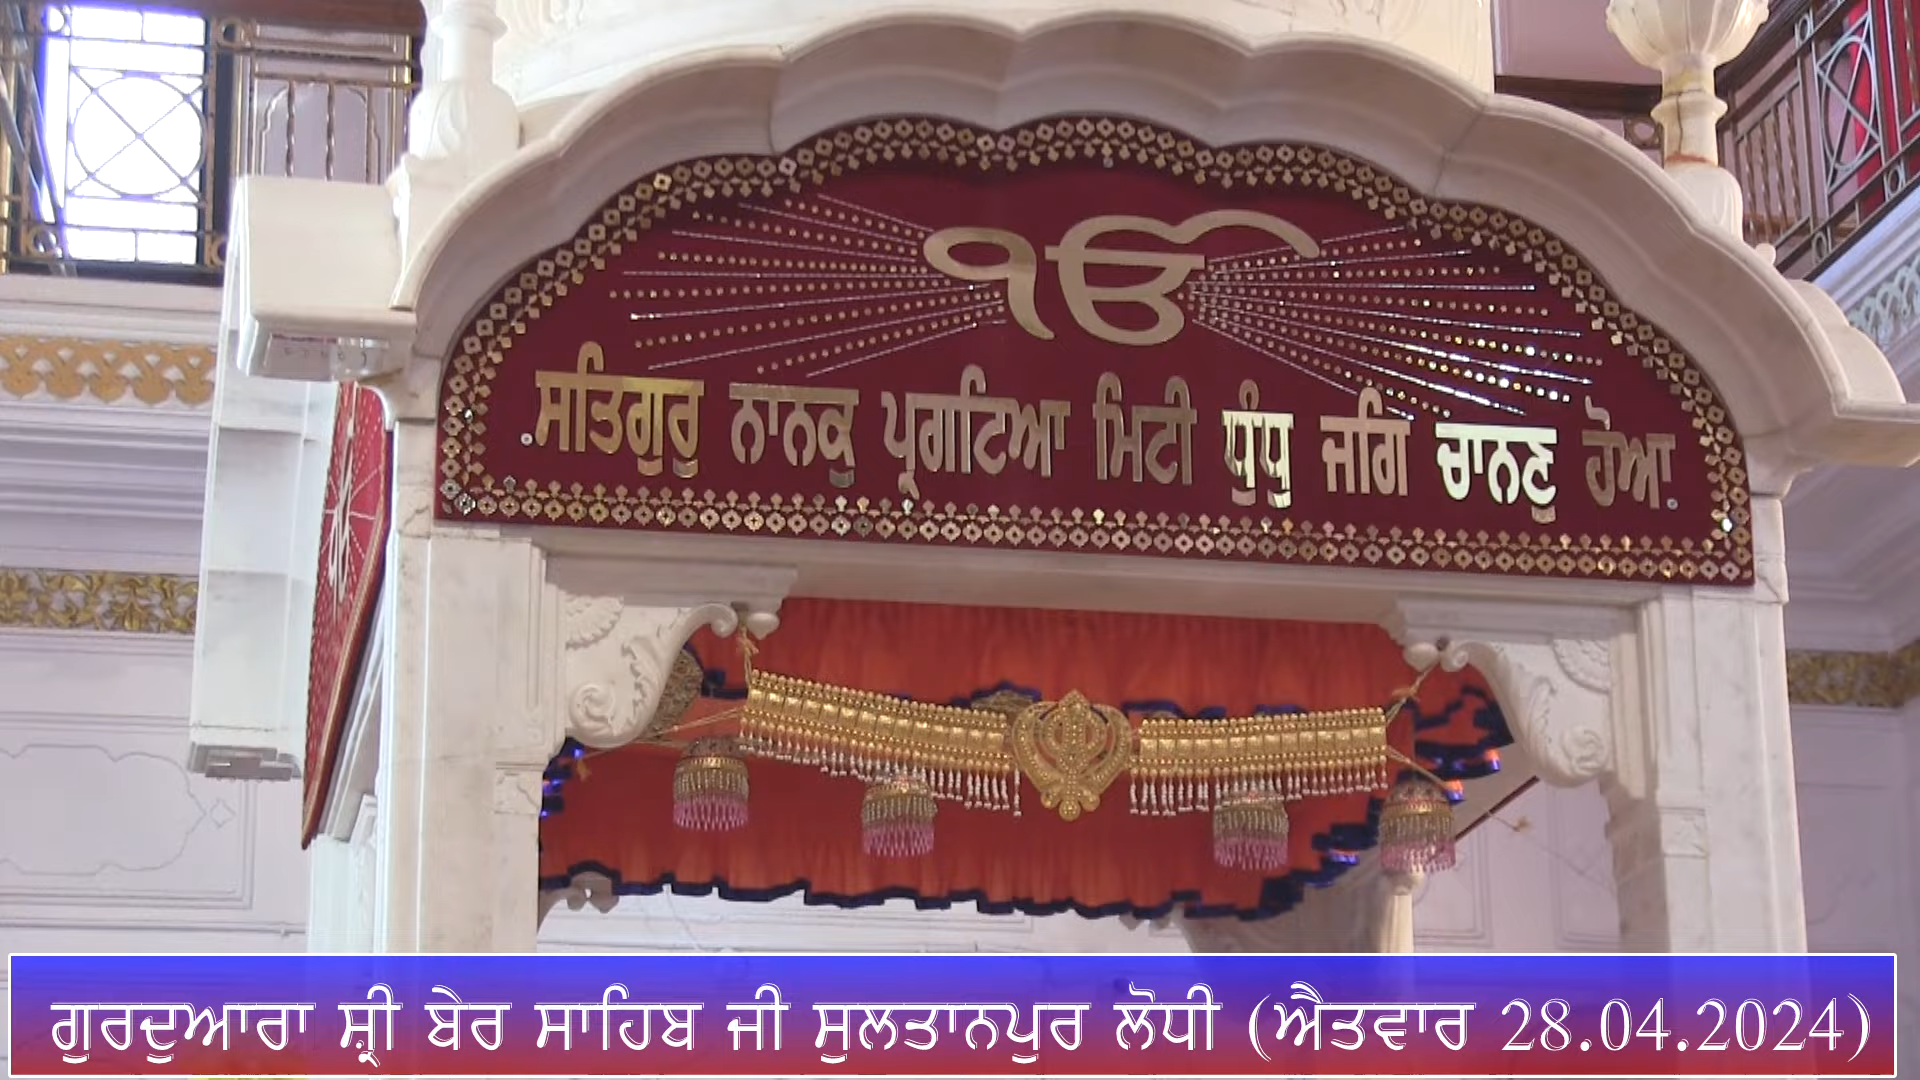 ੴ
ਸਤਿਗੁਰੁ ਨਾਨਕੁ ਪ੍ਰਗਟਿਆ ਮਿਟੀ ਧੁੰਧੁ ਜਗਿ ਚਾਨਣੁ ਹੋਆ
ਗੁਰਦੁਆਰਾ ਸ਼੍ਰੀ ਬੇਰ ਸਾਹਿਬ ਜੀ ਸੁਲਤਾਨਪੁਰ ਲੋਧੀ (ਐਤਵਾਰ 28.04.2024)